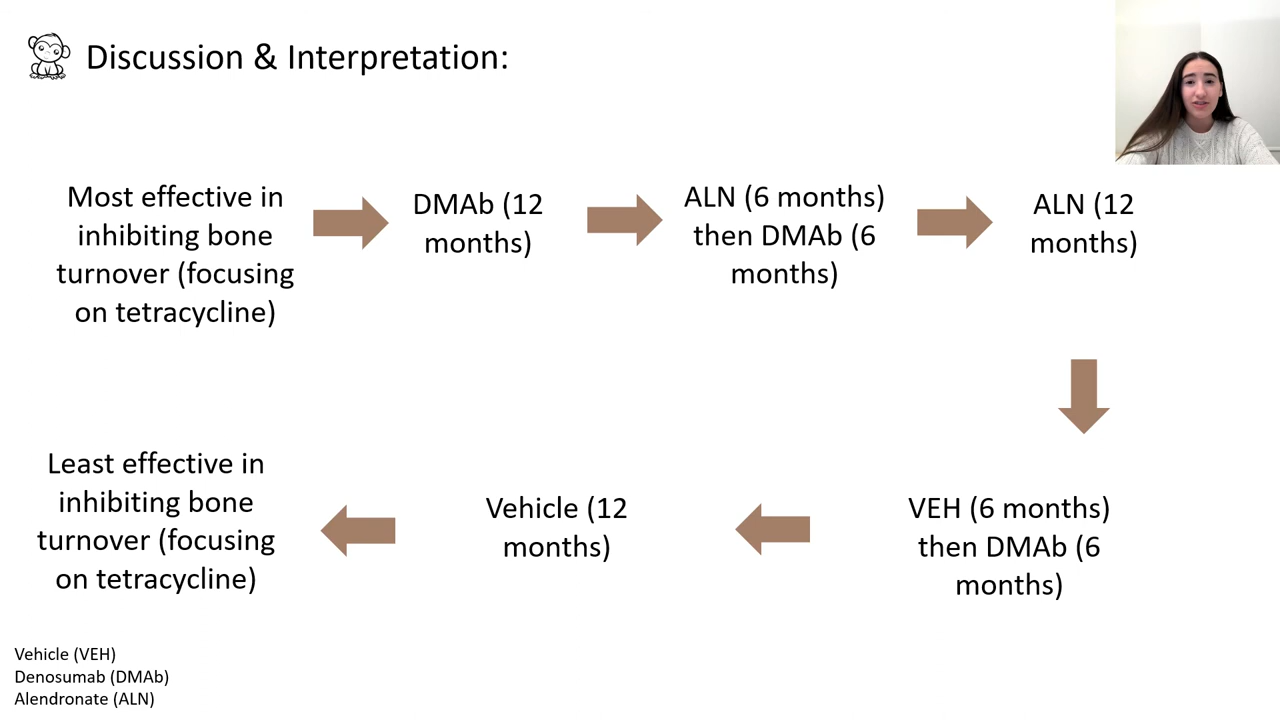 Discussion & Interpretation:
Most effective in
inhibiting bone
turnover (focusing
on tetracycline)
DMAb (12
months)
ALN (6 months)
then DMAb (6
months)
ALN (12
months)
VEH (6 months)
then DMAb (6
months)
Vehicle (12
months)
Least effective in
inhibiting bone
turnover (focusing
on tetracycline)
Vehicle (VEH)
Denosumab (DMAb)
Alendronate (ALN)